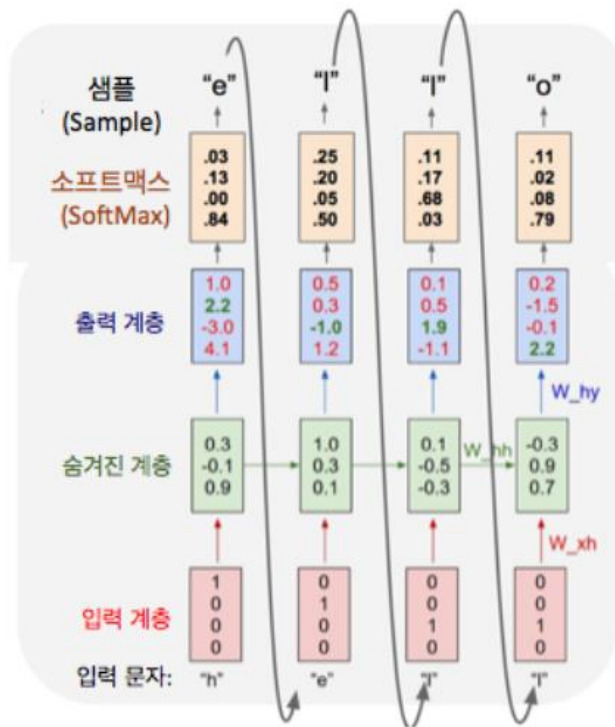 샘플 “e” “l” “l” “o”
(Sample)
소프트맥스
(SoftMax)
.03 .25 .11 .11
.13 .20 .17 .02
.00 .05 .68 .08
.84 .50 .03 .79
출력 계층
1.0 0.5 0.1 0.2
2.2 0.3 0.5 -1.5
-3.0 -1.0 1.9 -0.1
4.1 1.2 -1.1 2.2
W_hy
숨겨진 계층
0.3 1.0 0.1 -0.3
-0.1 0.3 -0.5 0.9
0.9 0.1 -0.3 0.7
W_hh
W_xh
입력 계층
1 0 0 0
0 1 0 0
0 0 1 1
0 0 0 0
입력 문자: “h” “e” “l” “l”